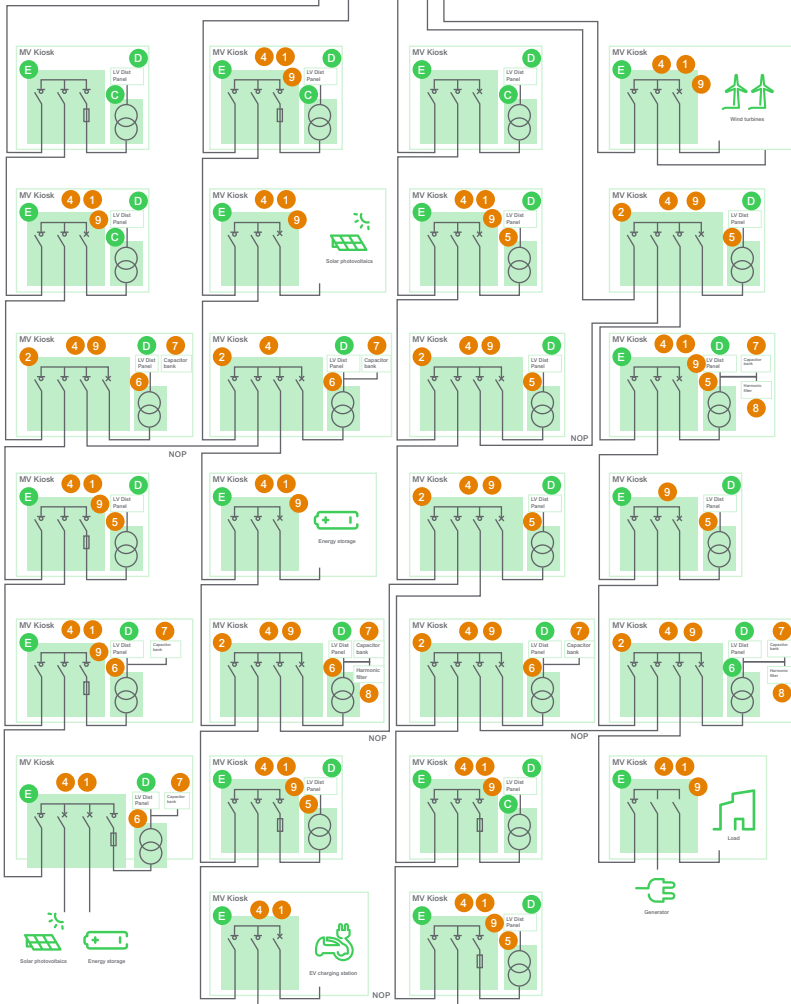 MV Kiosk
E
D
LV Dist
Panel
C
MV Kiosk
E
4 1
9
D
LV Dist
Panel
C
MV Kiosk
E
D
LV Dist
Panel
C
MV Kiosk
E
4 1
9
Wind turbines
MV Kiosk
E
4 1
9
D
LV Dist
Panel
C
MV Kiosk
E
4 1
9
Solar photovoltaics
MV Kiosk
E
4 1
9
D
LV Dist
Panel
5
MV Kiosk
2
4 9
D
LV Dist
Panel
5
MV Kiosk
2
4 9
D
7
LV Dist
Panel
Capacitor
bank
6
NOP
MV Kiosk
2
4
D
7
LV Dist
Panel
Capacitor
bank
6
MV Kiosk
2
4 9
D
LV Dist
Panel
5
NOP
MV Kiosk
E
4 1
9
D
7
LV Dist
Panel
Capacitor
bank
5
Harmonic
filter
8
MV Kiosk
E
4 1
9
D
LV Dist
Panel
5
MV Kiosk
E
4 1
9
Energy storage
MV Kiosk
2
4 9
D
LV Dist
Panel
5
MV Kiosk
E
9
D
LV Dist
Panel
5
MV Kiosk
E
4 1
9
D
7
LV Dist
Panel
Capacitor
bank
6
MV Kiosk
2
4 9
D
7
LV Dist
Panel
Capacitor
bank
6
Harmonic
filter
8
NOP
MV Kiosk
2
4 9
D
7
LV Dist
Panel
Capacitor
bank
6
NOP
MV Kiosk
2
4 9
D
7
LV Dist
Panel
Capacitor
bank
6
Harmonic
filter
8
MV Kiosk
E
4 1
D
7
LV Dist
Panel
Capacitor
bank
6
Solar photovoltaics
Energy storage
MV Kiosk
E
4 1
9
D
LV Dist
Panel
5
MV Kiosk
E
4 1
9
D
LV Dist
Panel
C
MV Kiosk
E
4 1
9
Load
Generator
MV Kiosk
E
4 1
EV charging station
NOP
MV Kiosk
E
4 1
9
D
LV Dist
Panel
5